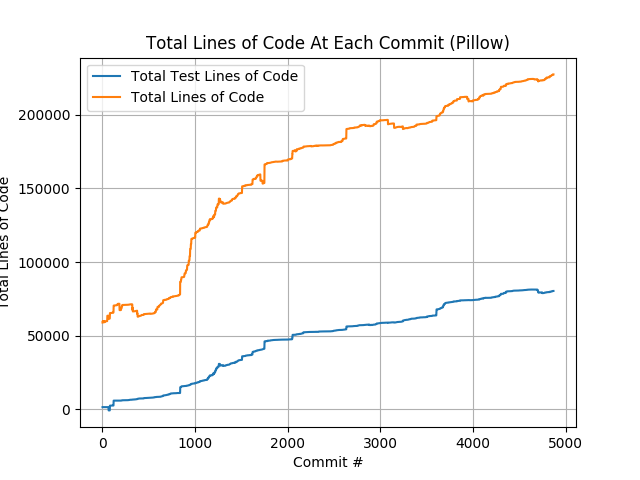 Total Lines of Code At Each Commit (Pillow)
Total Test Lines of Code
Total Lines of Code
200000
150000
100000
50000
0
Total Lines of Code
0 1000 2000 3000 4000 5000
Commit #